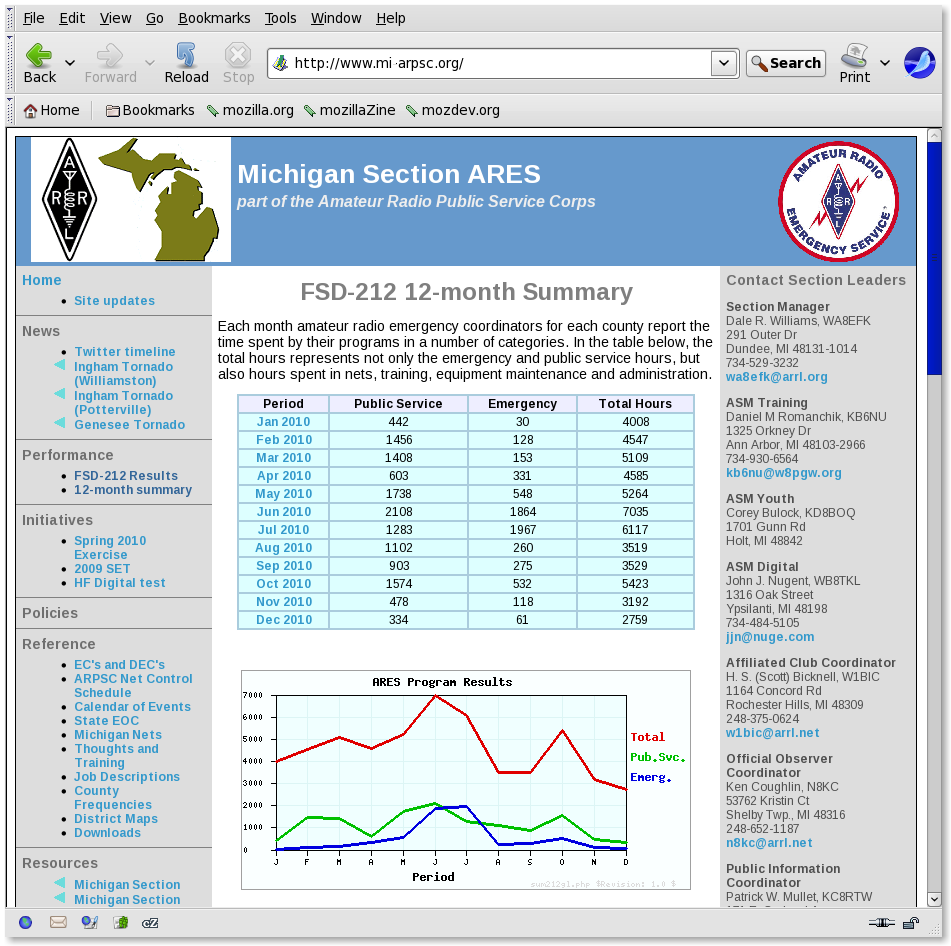 File Edit View Go Bookmarks Tools Window Help
Back Forward Reload Stop http://www.mi-arpsc.org/ Search Print
Home Bookmarks mozilla.org mozillaZine mozdev.org
A
R R
L
Michigan Section ARES
part of the Amateur Radio Public Service Corps
AMATEUR RADIO
EMERGENCY SERVICE
Home
Site updates
News
Twitter timeline
Ingham Tornado
(Williamston)
Ingham Tornado
(Potterville)
Genesee Tornado
Performance
FSD-212 Results
12-month summary
Initiatives
Spring 2010
Exercise
2009 SET
HF Digital test
Policies
Reference
EC's and DEC's
ARPSC Net Control
Schedule
Calendar of Events
State EOC
Michigan Nets
Thoughts and
Training
Job Descriptions
County
Frequencies
District Maps
Downloads
Resources
Michigan Section
Michigan Section
FSD-212 12-month Summary
Each month amateur radio emergency coordinators for each county report the
time spent by their programs in a number of categories. In the table below, the
total hours represents not only the emergency and public service hours, but
also hours spent in nets, training, equipment maintenance and administration.
Period Public Service Emergency Total Hours
Jan 2010 442 30 4008
Feb 2010 1456 128 4547
Mar 2010 1408 153 5109
Apr 2010 603 331 4585
May 2010 1738 548 5264
Jun 2010 2108 1864 7035
Jul 2010 1283 1967 6117
Aug 2010 1102 260 3519
Sep 2010 903 275 3529
Oct 2010 1574 532 5423
Nov 2010 478 118 3192
Dec 2010 334 61 2759
ARES Program Results
7000
6000
5000
4000
3000
2000
1000
0
J F M A M J J A S O N D
Period
Total
Pub.Svc.
Emerg.
sum212gl.php $Revision: 1.0 $
Contact Section Leaders
Section Manager
Dale R. Williams, WA8EFK
291 Outer Dr
Dundee, MI 48131-1014
734-529-3232
wa8efk@arrl.org
ASM Training
Daniel M Romanchik, KB6NU
1325 Orkney Dr
Ann Arbor, MI 48103-2966
734-930-6564
kb6nu@w8pgw.org
ASM Youth
Corey Bulock, KD8BOQ
1701 Gunn Rd
Holt, MI 48842
ASM Digital
John J. Nugent, WB8TKL
1316 Oak Street
Ypsilanti, MI 48198
734-484-5105
jjn@nuge.com
Affiliated Club Coordinator
H. S. (Scott) Bicknell, W1BIC
1164 Concord Rd
Rochester Hills, MI 48309
248-375-0624
w1bic@arrl.net
Official Observer
Coordinator
Ken Coughlin, N8KC
53762 Kristin Ct
Shelby Twp., MI 48316
248-652-1187
n8kc@arrl.net
Public Information
Coordinator
Patrick W. Mullet, KC8RTW